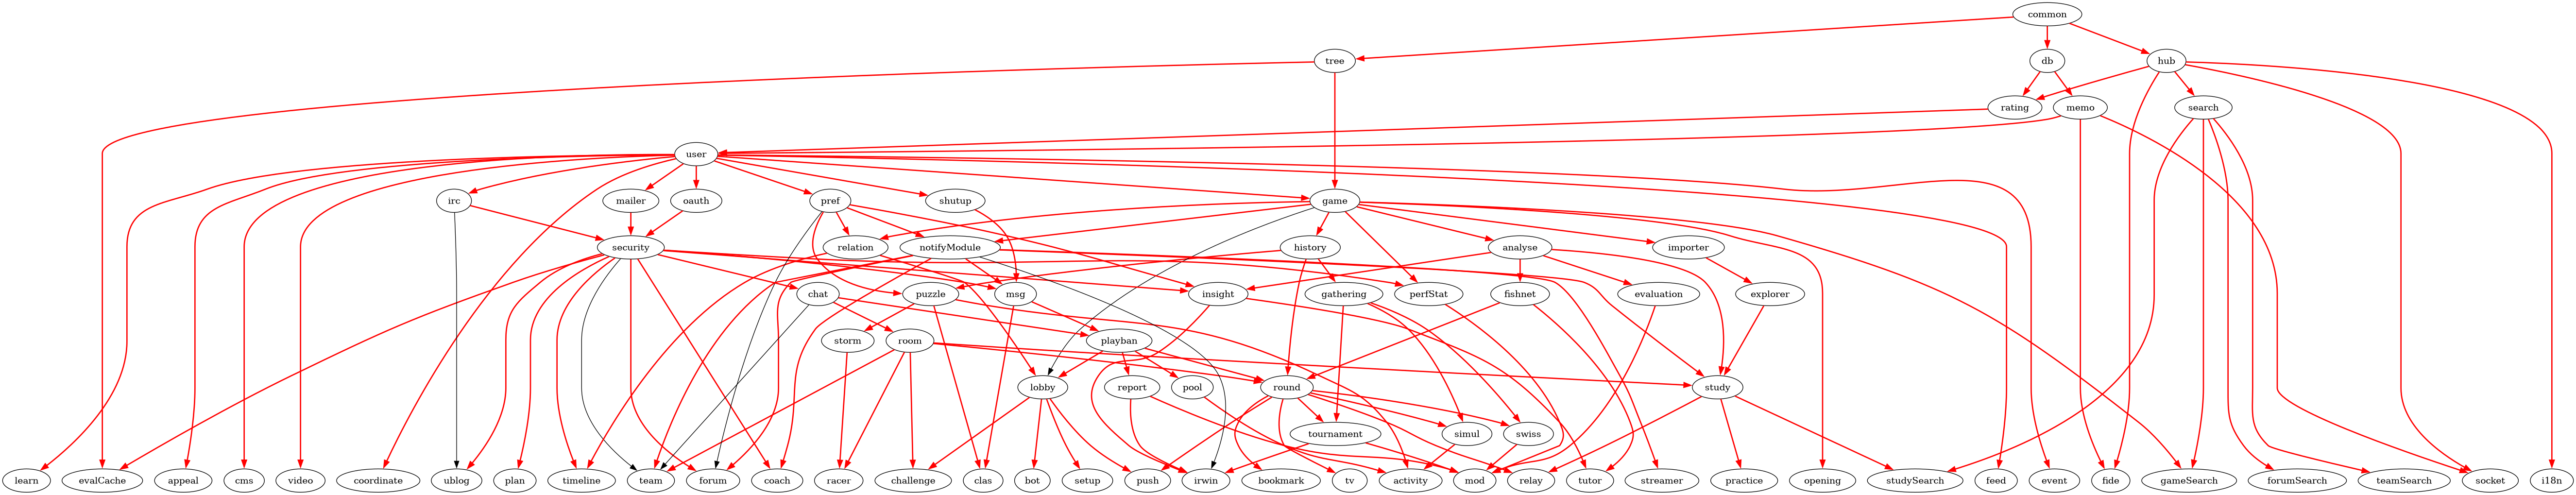 common
tree
db
hub
rating
memo
search
user
irc
mailer
oauth
pref
shutup
game
security
relation
notifyModule
history
analyse
importer
chat
puzzle
msg
insight
gathering
perfStat
fishnet
evaluation
explorer
storm
room
playban
lobby
report
pool
round
study
tournament
simul
swiss
learn
evalCache
appeal
cms
video
coordinate
ublog
plan
timeline
team
forum
coach
racer
challenge
clas
bot
setup
push
irwin
bookmark
tv
activity
mod
relay
tutor
streamer
practice
opening
studySearch
feed
event
fide
gameSearch
forumSearch
teamSearch
socket
i18n